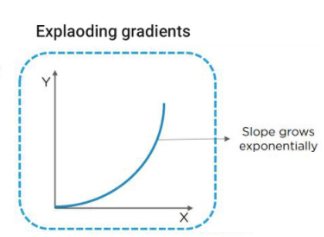 Explaoding gradients
Y
Slope grows
exponentially
X